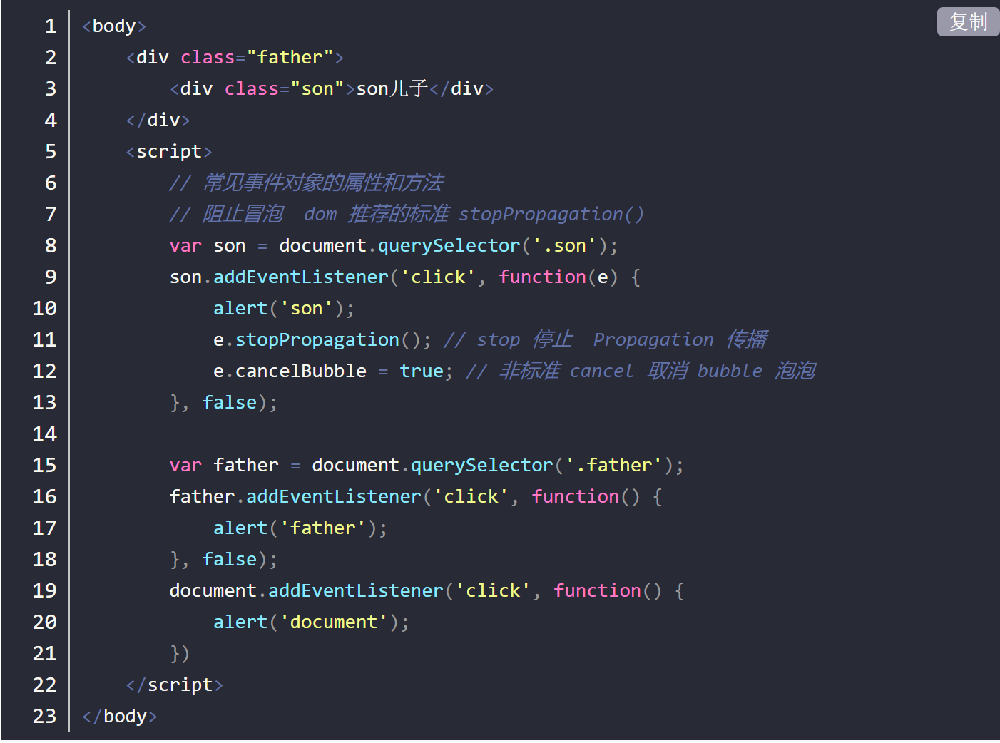 复制
1 <body>
2     <div class="father">
3         <div class="son">son儿子</div>
4     </div>
5     <script>
6         // 常见事件对象的属性和方法
7         // 阻止冒泡  dom 推荐的标准 stopPropagation()
8         var son = document.querySelector('.son');
9         son.addEventListener('click', function(e) {
10             alert('son');
11             e.stopPropagation(); // stop 停止  Propagation 传播
12             e.cancelBubble = true; // 非标准 cancel 取消 bubble 泡泡
13         }, false);
14
15         var father = document.querySelector('.father');
16         father.addEventListener('click', function() {
17             alert('father');
18         }, false);
19         document.addEventListener('click', function() {
20             alert('document');
21         })
22     </script>
23 </body>